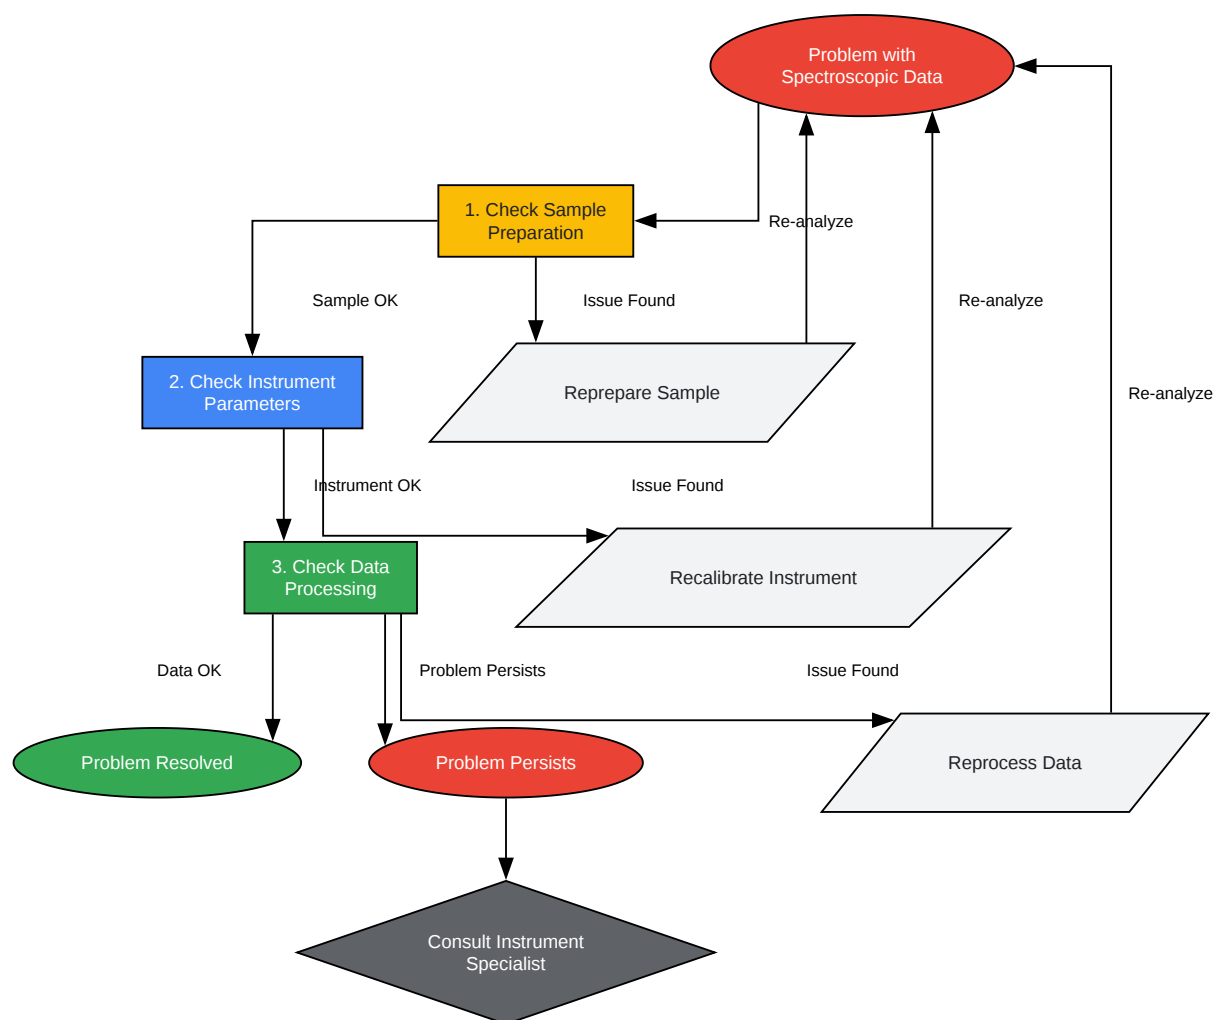 Problem with
Spectroscopic Data
1. Check Sample
Preparation
Re-analyze
Sample OK
Issue Found
Re-analyze
2. Check Instrument
Parameters
Reprepare Sample
Re-analyze
Instrument OK
Issue Found
3. Check Data
Processing
Recalibrate Instrument
Data OK
Problem Persists
Issue Found
Problem Resolved
Problem Persists
Reprocess Data
Consult Instrument
Specialist